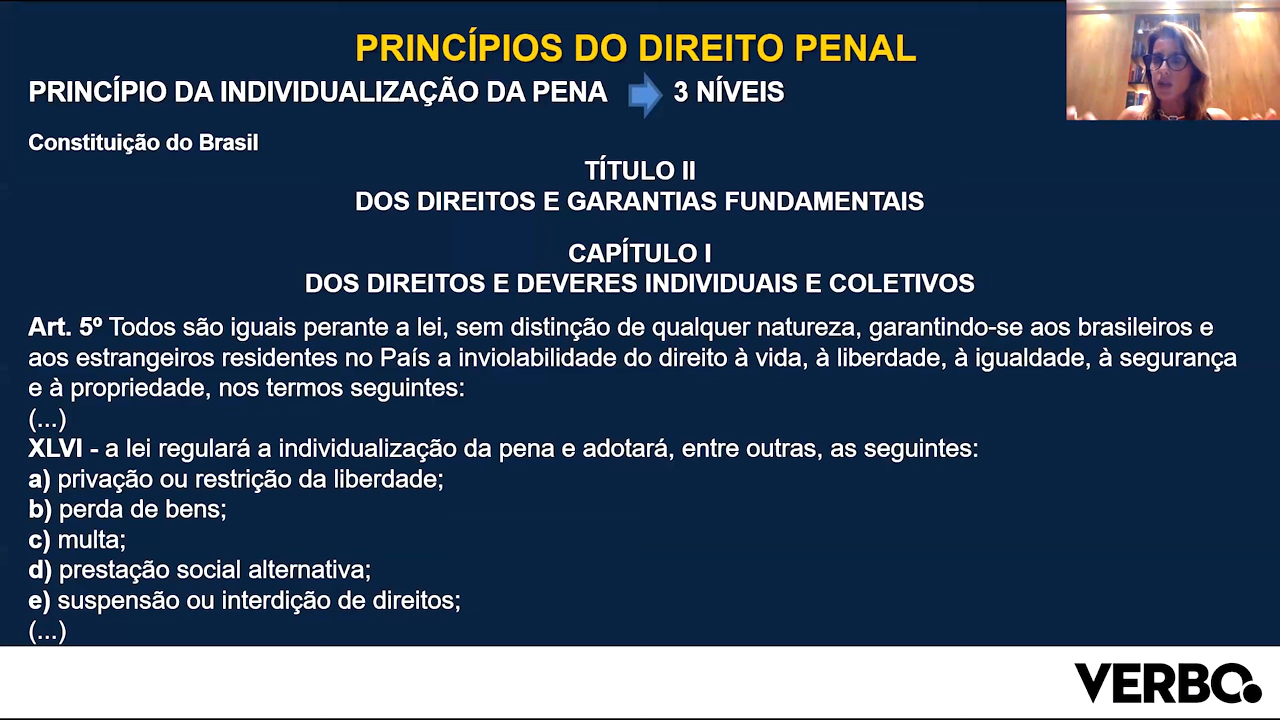 PRINCÍPIOS DO DIREITO PENAL
PRINCÍPIO DA INDIVIDUALIZAÇÃO DA PENA 3 NÍVEIS
Constituição do Brasil
TÍTULO II
DOS DIREITOS E GARANTIAS FUNDAMENTAIS
CAPÍTULO I
DOS DIREITOS E DEVERES INDIVIDUAIS E COLETIVOS
Art. 5º Todos são iguais perante a lei, sem distinção de qualquer natureza, garantindo-se aos brasileiros e
aos estrangeiros residentes no País a inviolabilidade do direito à vida, à liberdade, à igualdade, à segurança
e à propriedade, nos termos seguintes:
(...)
XLVI - a lei regulará a individualização da pena e adotará, entre outras, as seguintes:
a) privação ou restrição da liberdade;
b) perda de bens;
c) multa;
d) prestação social alternativa;
e) suspensão ou interdição de direitos;
(...)
VERBO